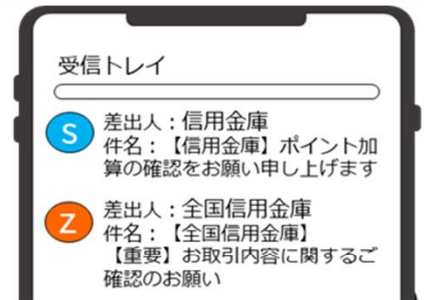 受信トレイ
S
差出人：信用金庫
件名：【信用金庫】ポイント加
算の確認をお願い申し上げます
Z
差出人：全国信用金庫
件名：【全国信用金庫】
【重要】お取引内容に関するご
確認のお願い